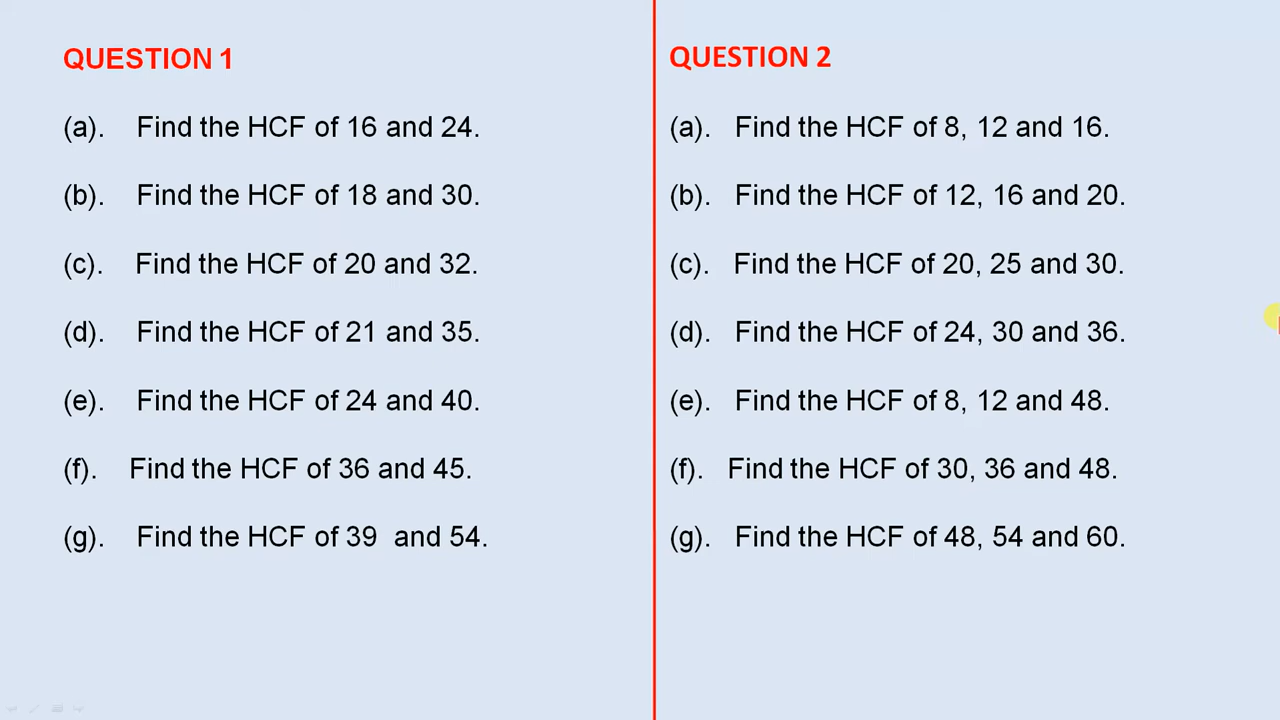 QUESTION 1
(a). Find the HCF of 16 and 24.
(b). Find the HCF of 18 and 30.
(c). Find the HCF of 20 and 32.
(d). Find the HCF of 21 and 35.
(e). Find the HCF of 24 and 40.
(f). Find the HCF of 36 and 45.
(g). Find the HCF of 39 and 54.
QUESTION 2
(a). Find the HCF of 8, 12 and 16.
(b). Find the HCF of 12, 16 and 20.
(c). Find the HCF of 20, 25 and 30.
(d). Find the HCF of 24, 30 and 36.
(e). Find the HCF of 8, 12 and 48.
(f). Find the HCF of 30, 36 and 48.
(g). Find the HCF of 48, 54 and 60.